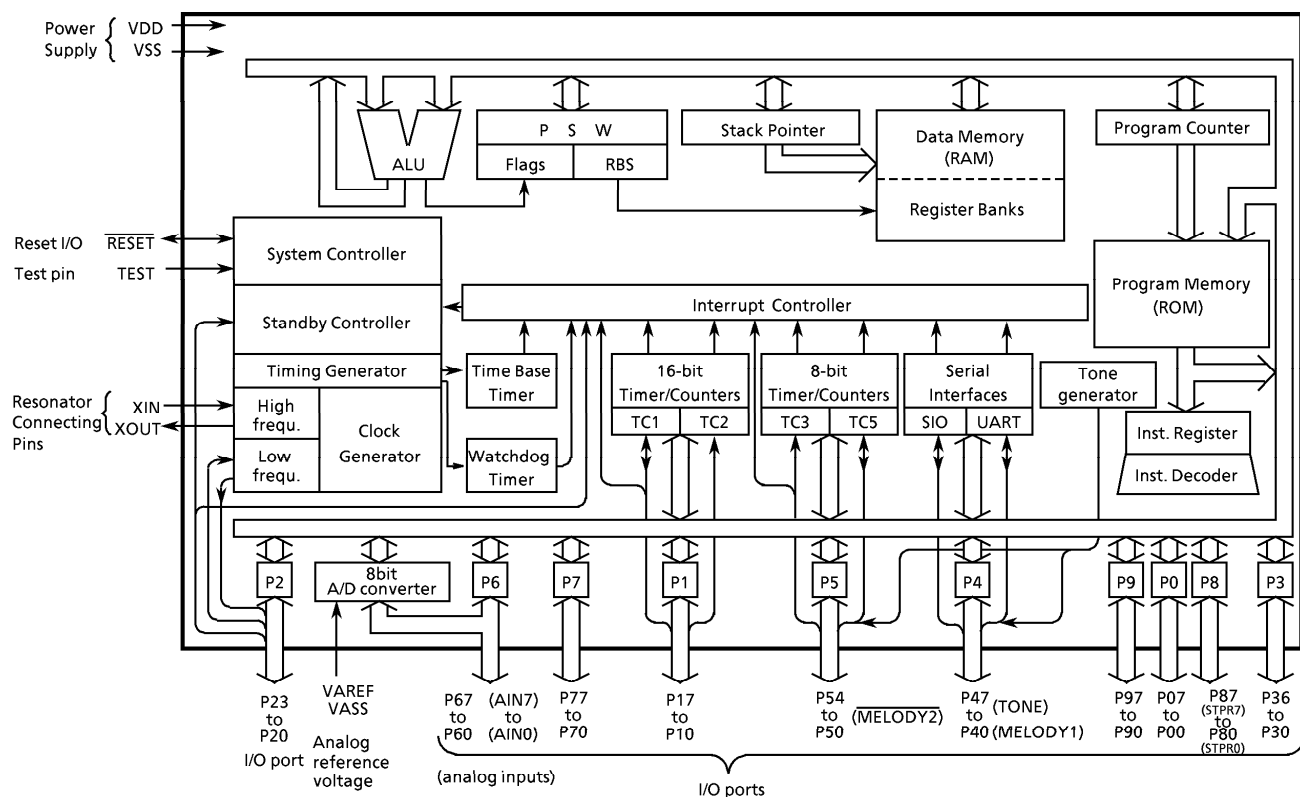 Power Supply
VDD
VSS
ALU
P S W
Flags
RBS
Stack Pointer
Data Memory
(RAM)
Register Banks
Program Counter
Reset I/O
RESET
Test pin
TEST
System Controller
Standby Controller
Timing Generator
Interrupt Controller
Program Memory
(ROM)
Time Base
Timer
16-bit
Timer/Counters
TC1
TC2
8-bit
Timer/Counters
TC3
TC5
Serial
Interfaces
SIO
UART
Tone
generator
Resonator
Connecting
Pins
XIN
XOUT
High
frequ.
Low
frequ.
Clock
Generator
Watchdog
Timer
Inst. Register
Inst. Decoder
P2
8bit
A/D converter
P6
P7
P1
P5
P4
P9
P0
P8
P3
P23
to
P20
I/O port
VAREF
VASS
Analog
reference
voltage
P67
to
P60
(AIN7)
to
(AIN0)
(analog inputs)
P77
to
P70
P17
to
P10
P54
to
P50
(MELODY2)
P47
to
P40
(TONE)
(MELODY1)
P97
to
P90
P07
to
P00
P87
(STPR7)
to
P80
(STPR0)
P36
to
P30
I/O ports